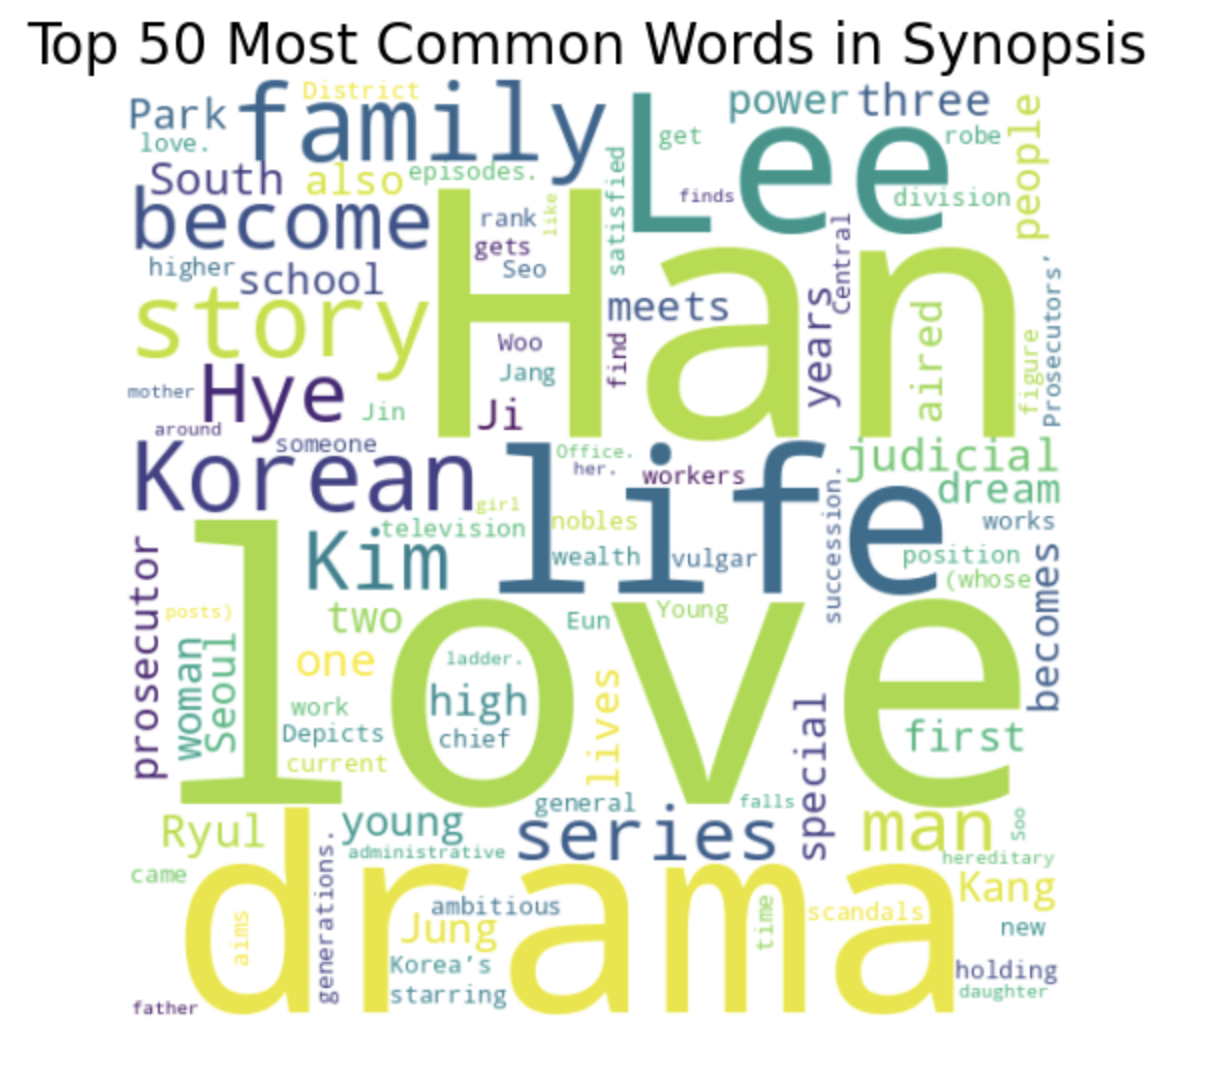 Top 50 Most Common Words in Synopsis
District
Park
family
Lee
power
three
people
love.
get
robe
South
also
episodes.
satisfied
finds
division
become
rank
like
gets
Seo
Central
higher
school
Han
meets
years
story
Woo
find
aired
figure
Prosecutors’
Jang
mother
Hye
Jin
Ji
around
someone
Korean
Office.
her.
workers
life
judicial
dream
girl
television
nobles
works
succession.
Kim
wealth
vulgar
position
(whose
prosecutor
posts)
two
Eun
Young
becomes
woman
Seoul
one
ladder.
love
high
lives
special
work
Depicts
chief
first
current
general
falls
Ryul
young
series
man
Soo
administrative
hereditary
came
generations.
drama
Kang
ambitious
scandals
aims
Jung
time
new
Korea’s
holding
starring
daughter
father